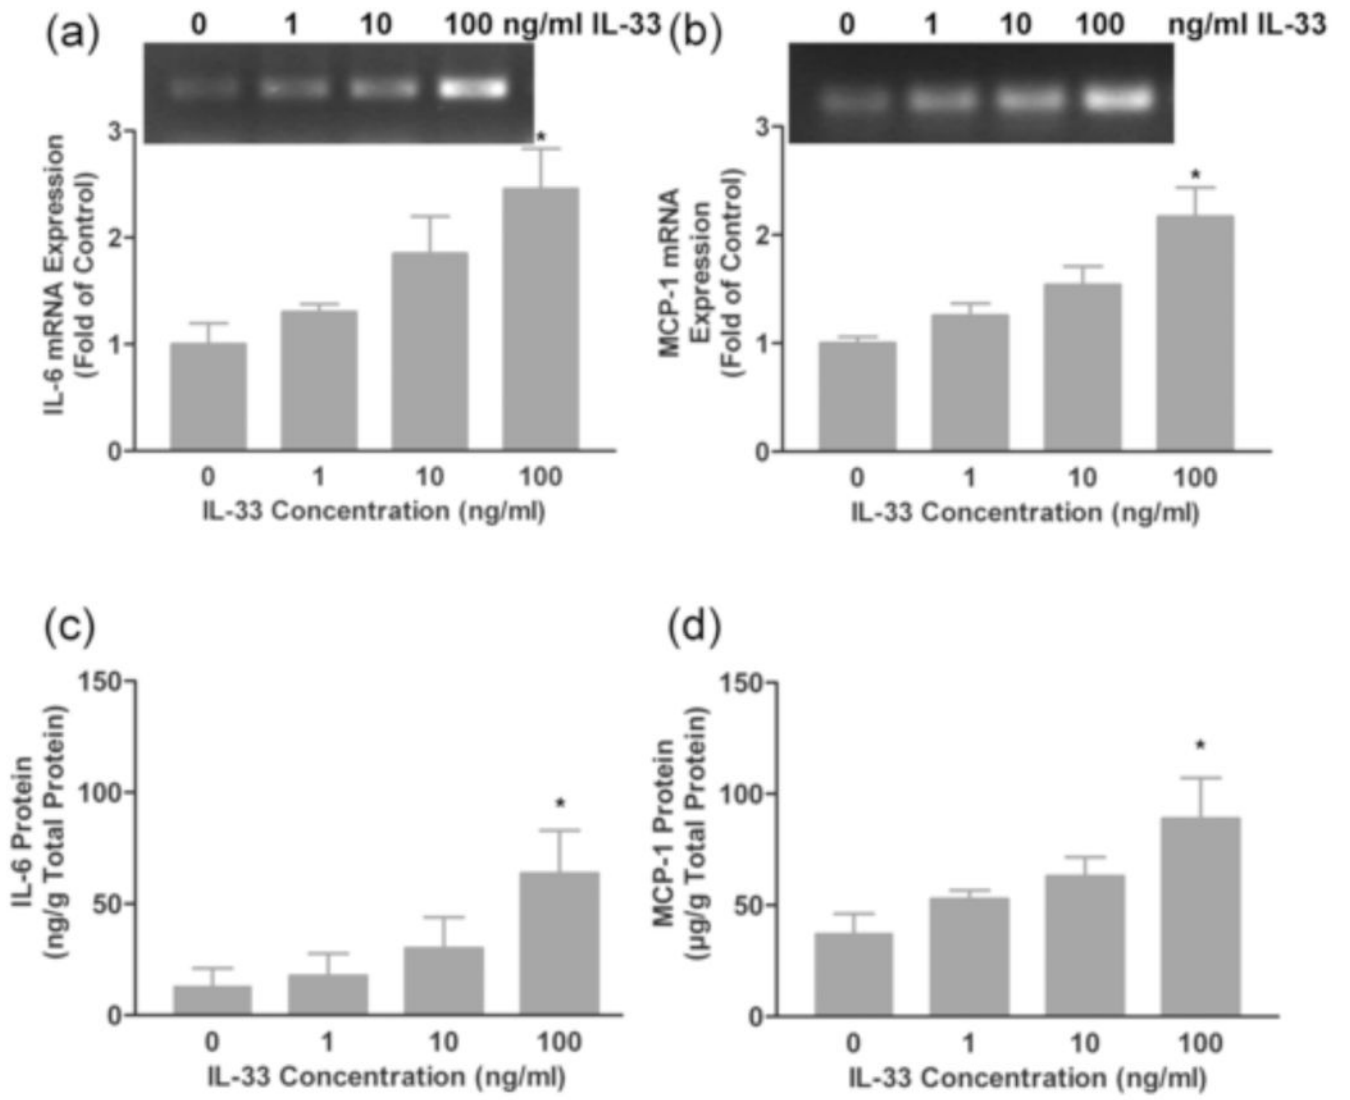 (a) 0 1 10 100 ng/ml IL-33
*
3
2
1
0
IL-6 mRNA Expression
(Fold of Control)
0 1 10 100
IL-33 Concentration (ng/ml)
(b) 0 1 10 100 ng/ml IL-33
*
3
2
1
0
MCP-1 mRNA
Expression
(Fold of Control)
0 1 10 100
IL-33 Concentration (ng/ml)
(c)
150
100
50
0
*
IL-6 Protein
(ng/g Total Protein)
0 1 10 100
IL-33 Concentration (ng/ml)
(d)
150
100
50
0
*
MCP-1 Protein
(µg/g Total Protein)
0 1 10 100
IL-33 Concentration (ng/ml)